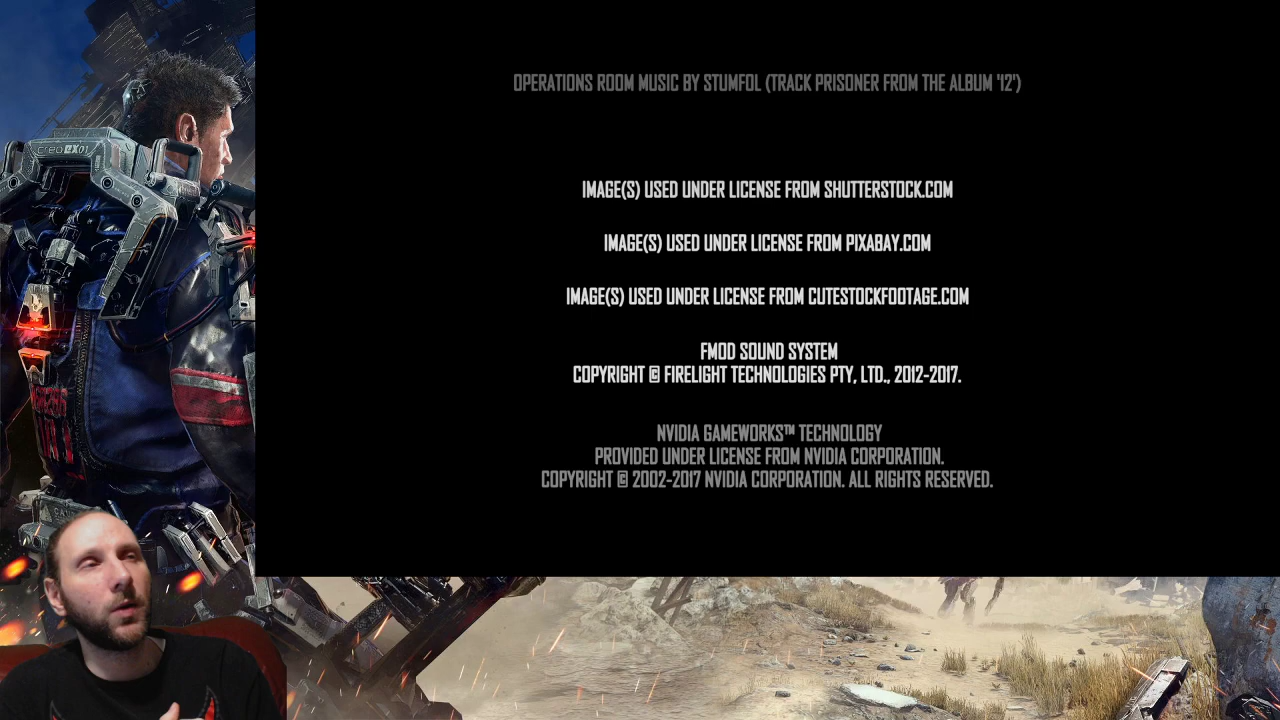 OPERATIONS ROOM MUSIC BY STUMFOL (TRACK PRISONER FROM THE ALBUM '12')
IMAGE(S) USED UNDER LICENSE FROM SHUTTERSTOCK.COM
IMAGE(S) USED UNDER LICENSE FROM PIXABAY.COM
IMAGE(S) USED UNDER LICENSE FROM CUTESTOCKFOOTAGE.COM
FMOD SOUND SYSTEM
COPYRIGHT © FIRELIGHT TECHNOLOGIES PTY, LTD., 2012-2017.
NVIDIA GAMEWORKS™ TECHNOLOGY
PROVIDED UNDER LICENSE FROM NVIDIA CORPORATION.
COPYRIGHT © 2002-2017 NVIDIA CORPORATION. ALL RIGHTS RESERVED.